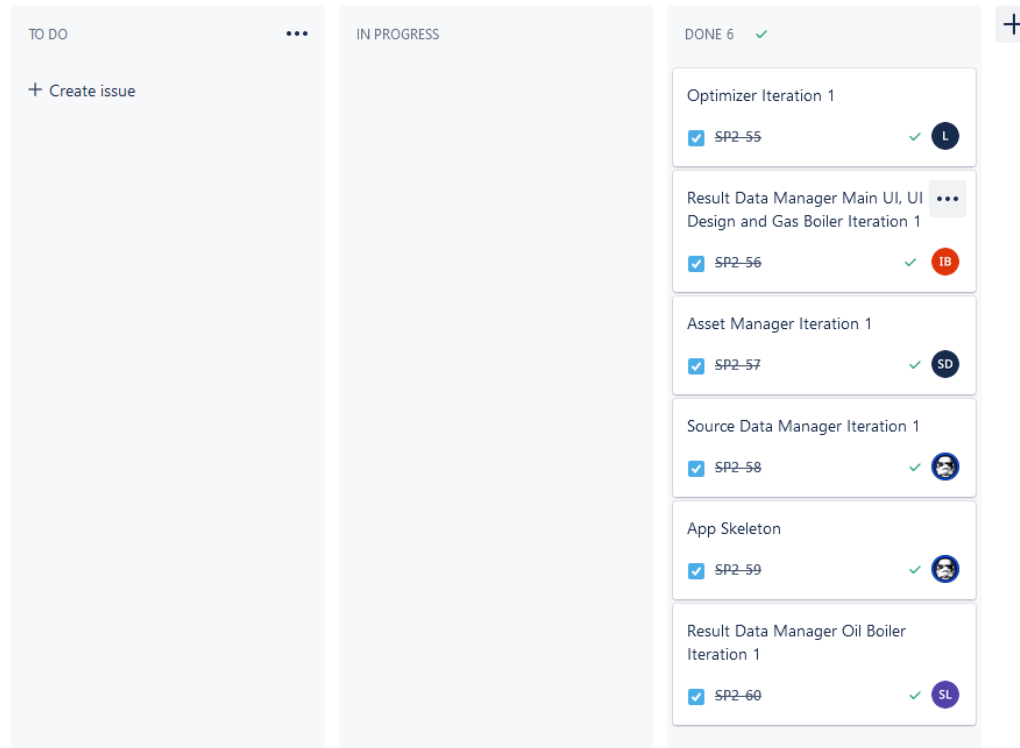 TO DO
+ Create issue
IN PROGRESS
DONE 6
Optimizer Iteration 1
SP2-55
L
Result Data Manager Main UI, UI
Design and Gas Boiler Iteration 1
SP2-56
IB
Asset Manager Iteration 1
SP2-57
SD
Source Data Manager Iteration 1
SP2-58
App Skeleton
SP2-59
Result Data Manager Oil Boiler
Iteration 1
SP2-60
SL